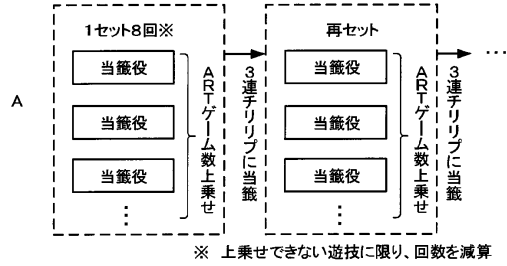 A
1セット8回※
当籤役
当籤役
当籤役
ARTゲーム数上乗せ
3連チリリプに当籤
再セット
当籤役
当籤役
当籤役
ARTゲーム数上乗せ
3連チリリプに当籤
…
※ 上乗せできない遊技に限り、回数を減算